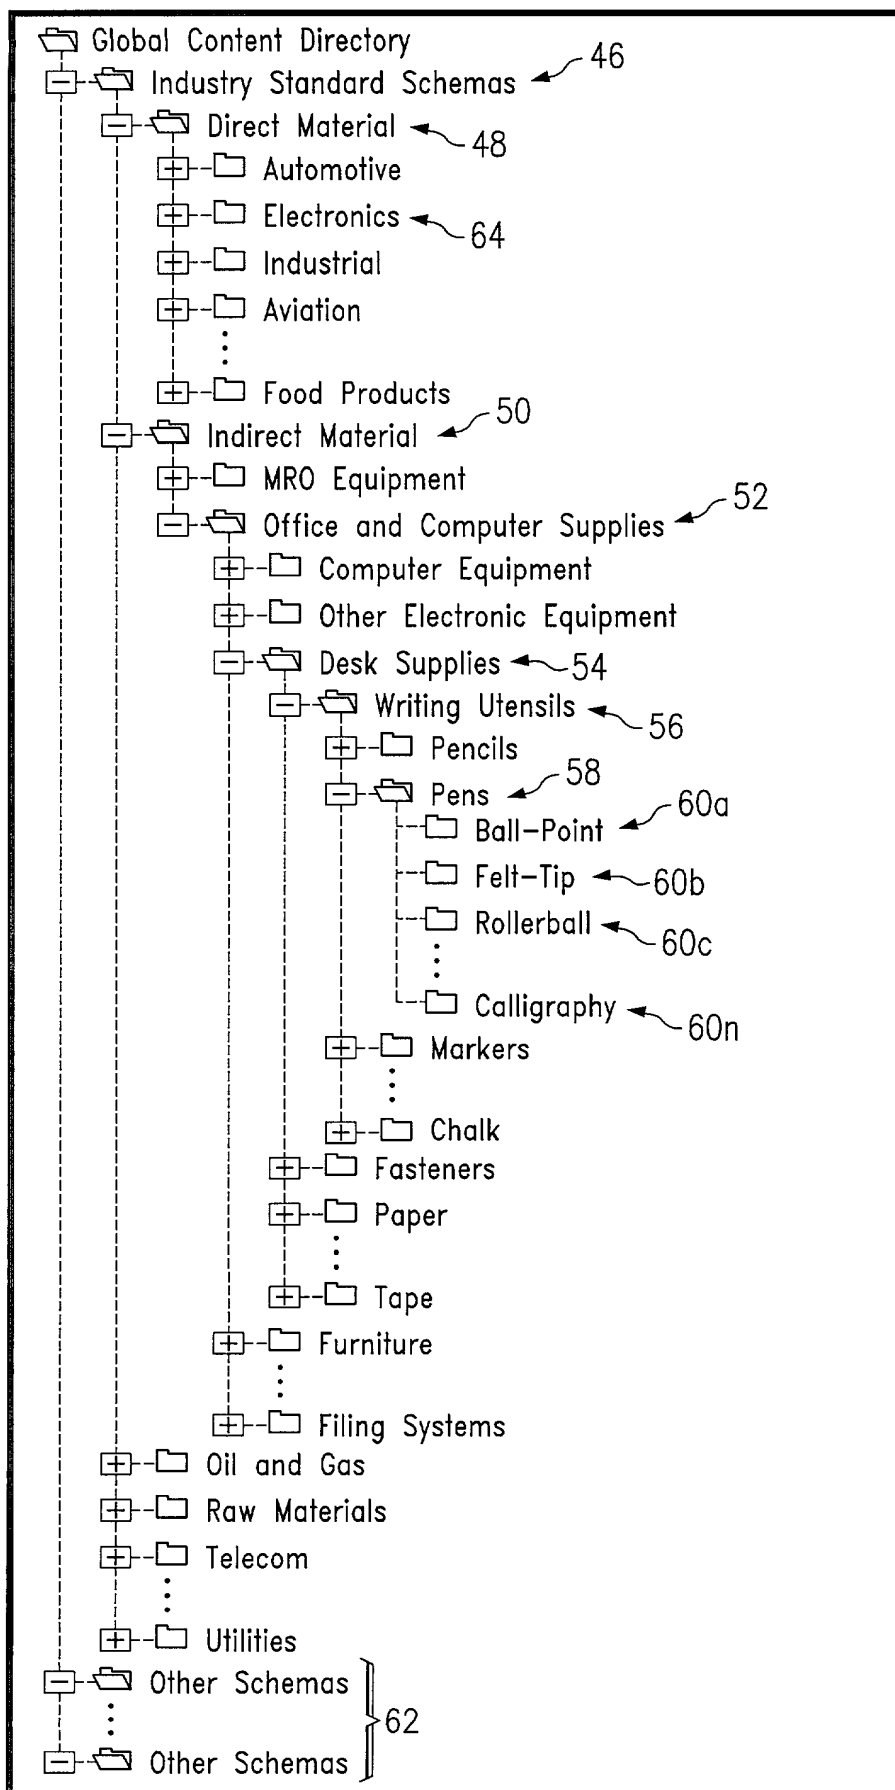 Global Content Directory
Industry Standard Schemas 46
Direct Material 48
Automotive
Electronics 64
Industrial
Aviation
Food Products
Indirect Material 50
MRO Equipment
Office and Computer Supplies 52
Computer Equipment
Other Electronic Equipment
Desk Supplies 54
Writing Utensils 56
Pencils
Pens 58
Ball-Point 60a
Felt-Tip 60b
Rollerball 60c
Calligraphy 60n
Markers
Chalk
Fasteners
Paper
Tape
Furniture
Filing Systems
Oil and Gas
Raw Materials
Telecom
Utilities
Other Schemas
62
Other Schemas